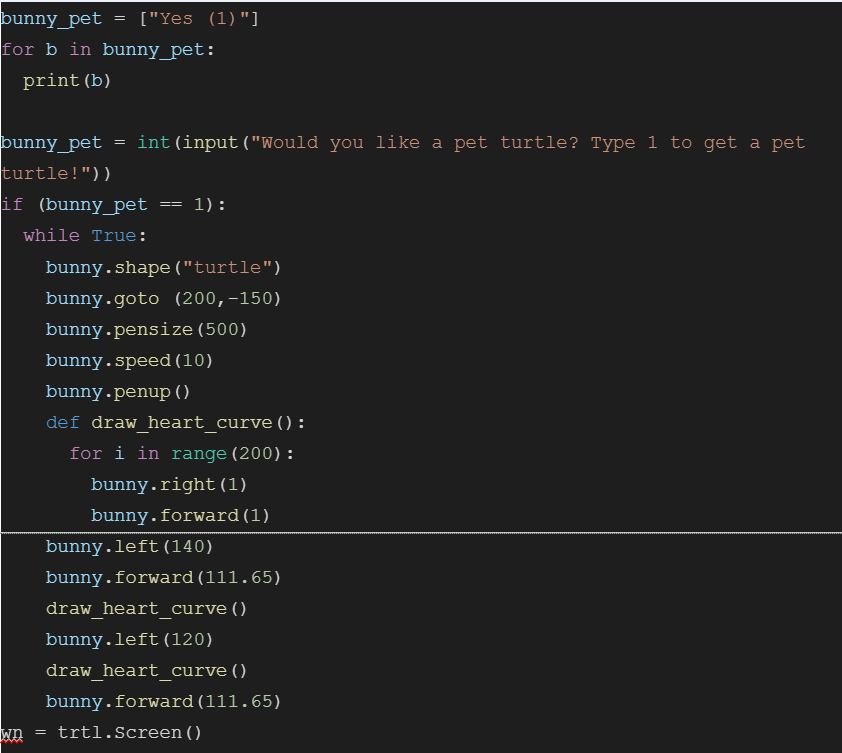 bunny_pet = ["Yes (1)"]
for b in bunny_pet:
  print(b)

bunny_pet = int(input("Would you like a pet turtle? Type 1 to get a pet
turtle!"))
if (bunny_pet == 1):
  while True:
    bunny.shape("turtle")
    bunny.goto (200,-150)
    bunny.pensize(500)
    bunny.speed(10)
    bunny.penup()
    def draw_heart_curve():
      for i in range(200):
        bunny.right(1)
        bunny.forward(1)
    bunny.left(140)
    bunny.forward(111.65)
    draw_heart_curve()
    bunny.left(120)
    draw_heart_curve()
    bunny.forward(111.65)
wn = trtl.Screen()